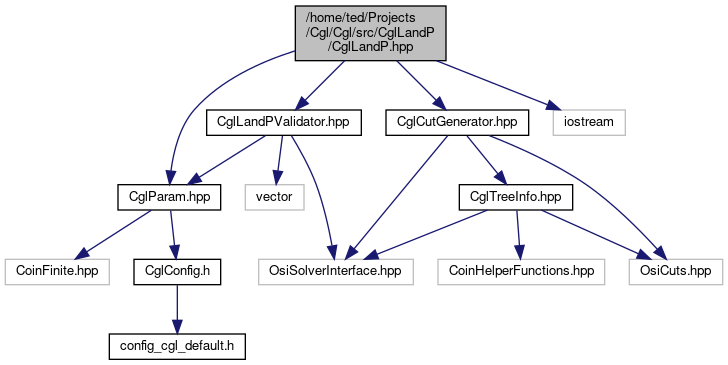 /home/ted/Projects
/Cgl/Cgl/src/CglLandP
/CglLandP.hpp
CglLandPValidator.hpp
CglCutGenerator.hpp
iostream
CglParam.hpp
vector
CglTreeInfo.hpp
CoinFinite.hpp
CglConfig.h
OsiSolverInterface.hpp
CoinHelperFunctions.hpp
OsiCuts.hpp
config_cgl_default.h